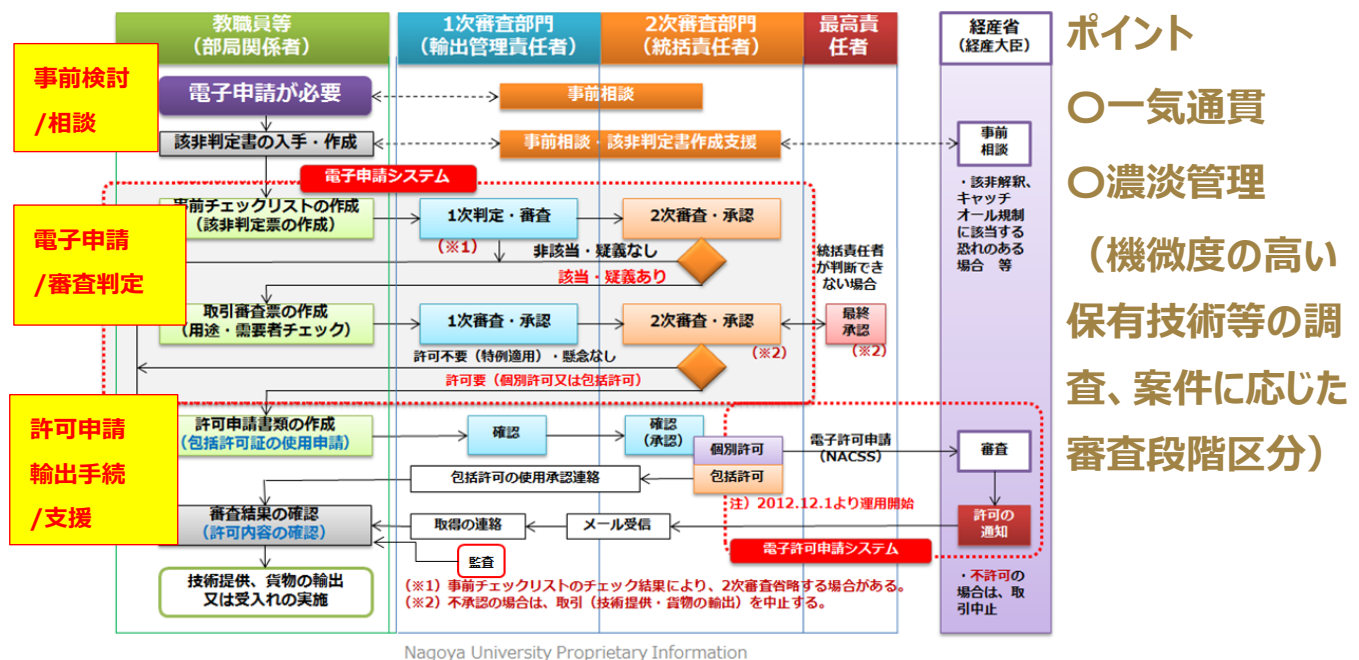 教職員等
（部局関係者）
1次審査部門
（輸出管理責任者）
2次審査部門
（統括責任者）
最高責
任者
経産省
（経産大臣）
事前検討
/相談
電子申請が必要
事前相談
該非判定書の入手・作成
事前相談・該非判定書作成支援
事前
相談
電子申請システム
・該非解釈、
キャッチ
オール規制
に該当する
恐れのある
場合　等
電子申請
/審査判定
事前チェックリストの作成
（該非判定票の作成）
1次判定・審査
2次審査・承認
（※1）
非該当・疑義なし
該当・疑義あり
統括責任者
が判断でき
ない場合
取引審査票の作成
（用途・需要者チェック）
1次審査・承認
2次審査・承認
最終
承認
（※2）
（※2）
許可不要（特例適用）・懸念なし
許可要（個別許可又は包括許可）
許可申請
輸出手続
/支援
許可申請書類の作成
（包括許可証の使用申請）
確認
確認
（承認）
個別許可
包括許可
電子許可申請
（NACSS）
審査
包括許可の使用承認連絡
注）2012.12.1より運用開始
審査結果の確認
（許可内容の確認）
取得の連絡
メール受信
許可の
通知
電子許可申請システム
監査
技術提供、貨物の輸出
又は受入れの実施
（※1）事前チェックリストのチェック結果により、2次審査省略する場合がある。
（※2）不承認の場合は、取引（技術提供・貨物の輸出）を中止する。
・不許可の
場合は、取
引中止
Nagoya University Proprietary Information
ポイント
〇一気通貫
〇濃淡管理
（機微度の高い
保有技術等の調
査、案件に応じた
審査段階区分）